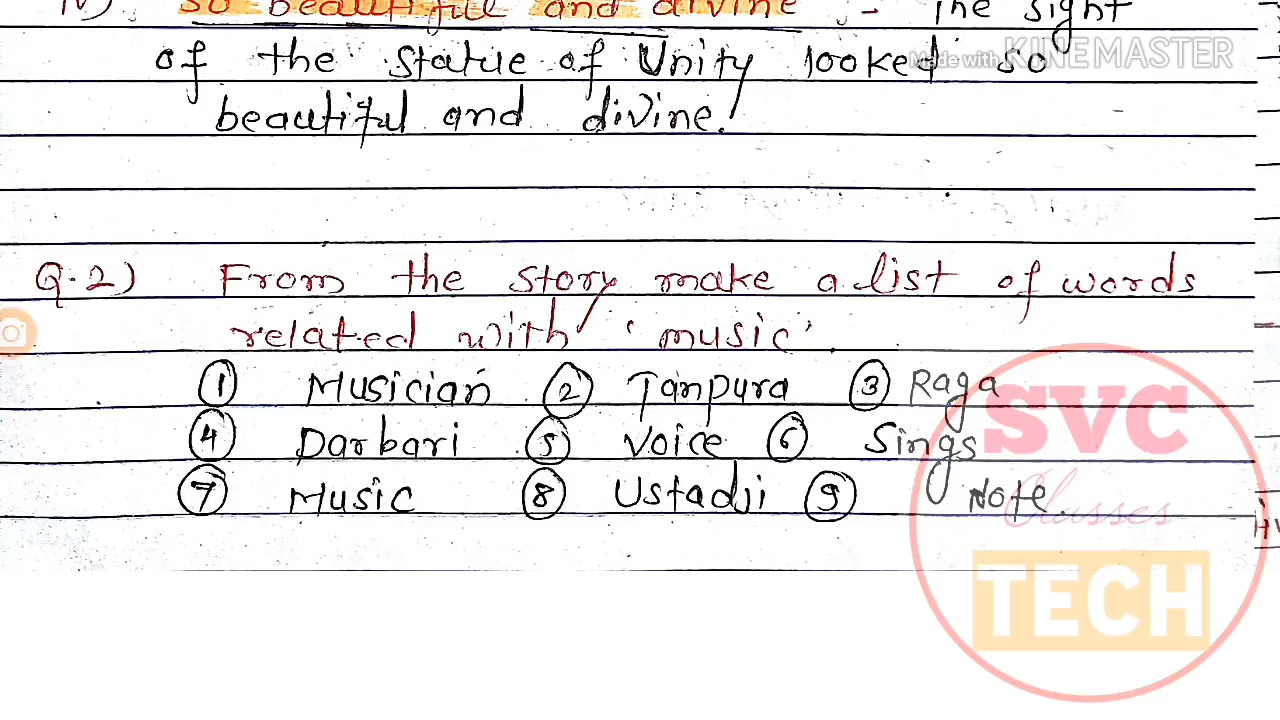 iv) so beautiful and divine - The sight
of the statue of Unity looked so
beautiful and divine.
Made with KINEMASTER
Q.2) From the story make a list of words
related with 'music'.
① Musician ② Tanpura ③ Raga
④ Darbari ⑤ Voice ⑥ Sings
⑦ Music ⑧ Ustadji ⑨ Note.
SVC
Classes
TECH